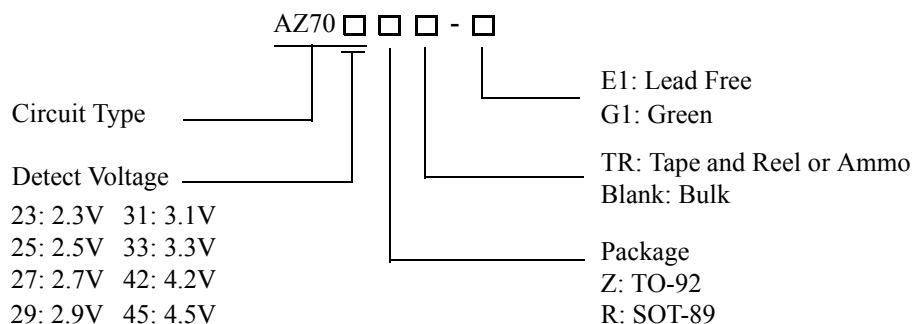 AZ70 □ □ □ - □
Circuit Type
Detect Voltage
23: 2.3V 31: 3.1V
25: 2.5V 33: 3.3V
27: 2.7V 42: 4.2V
29: 2.9V 45: 4.5V
E1: Lead Free
G1: Green
TR: Tape and Reel or Ammo
Blank: Bulk
Package
Z: TO-92
R: SOT-89